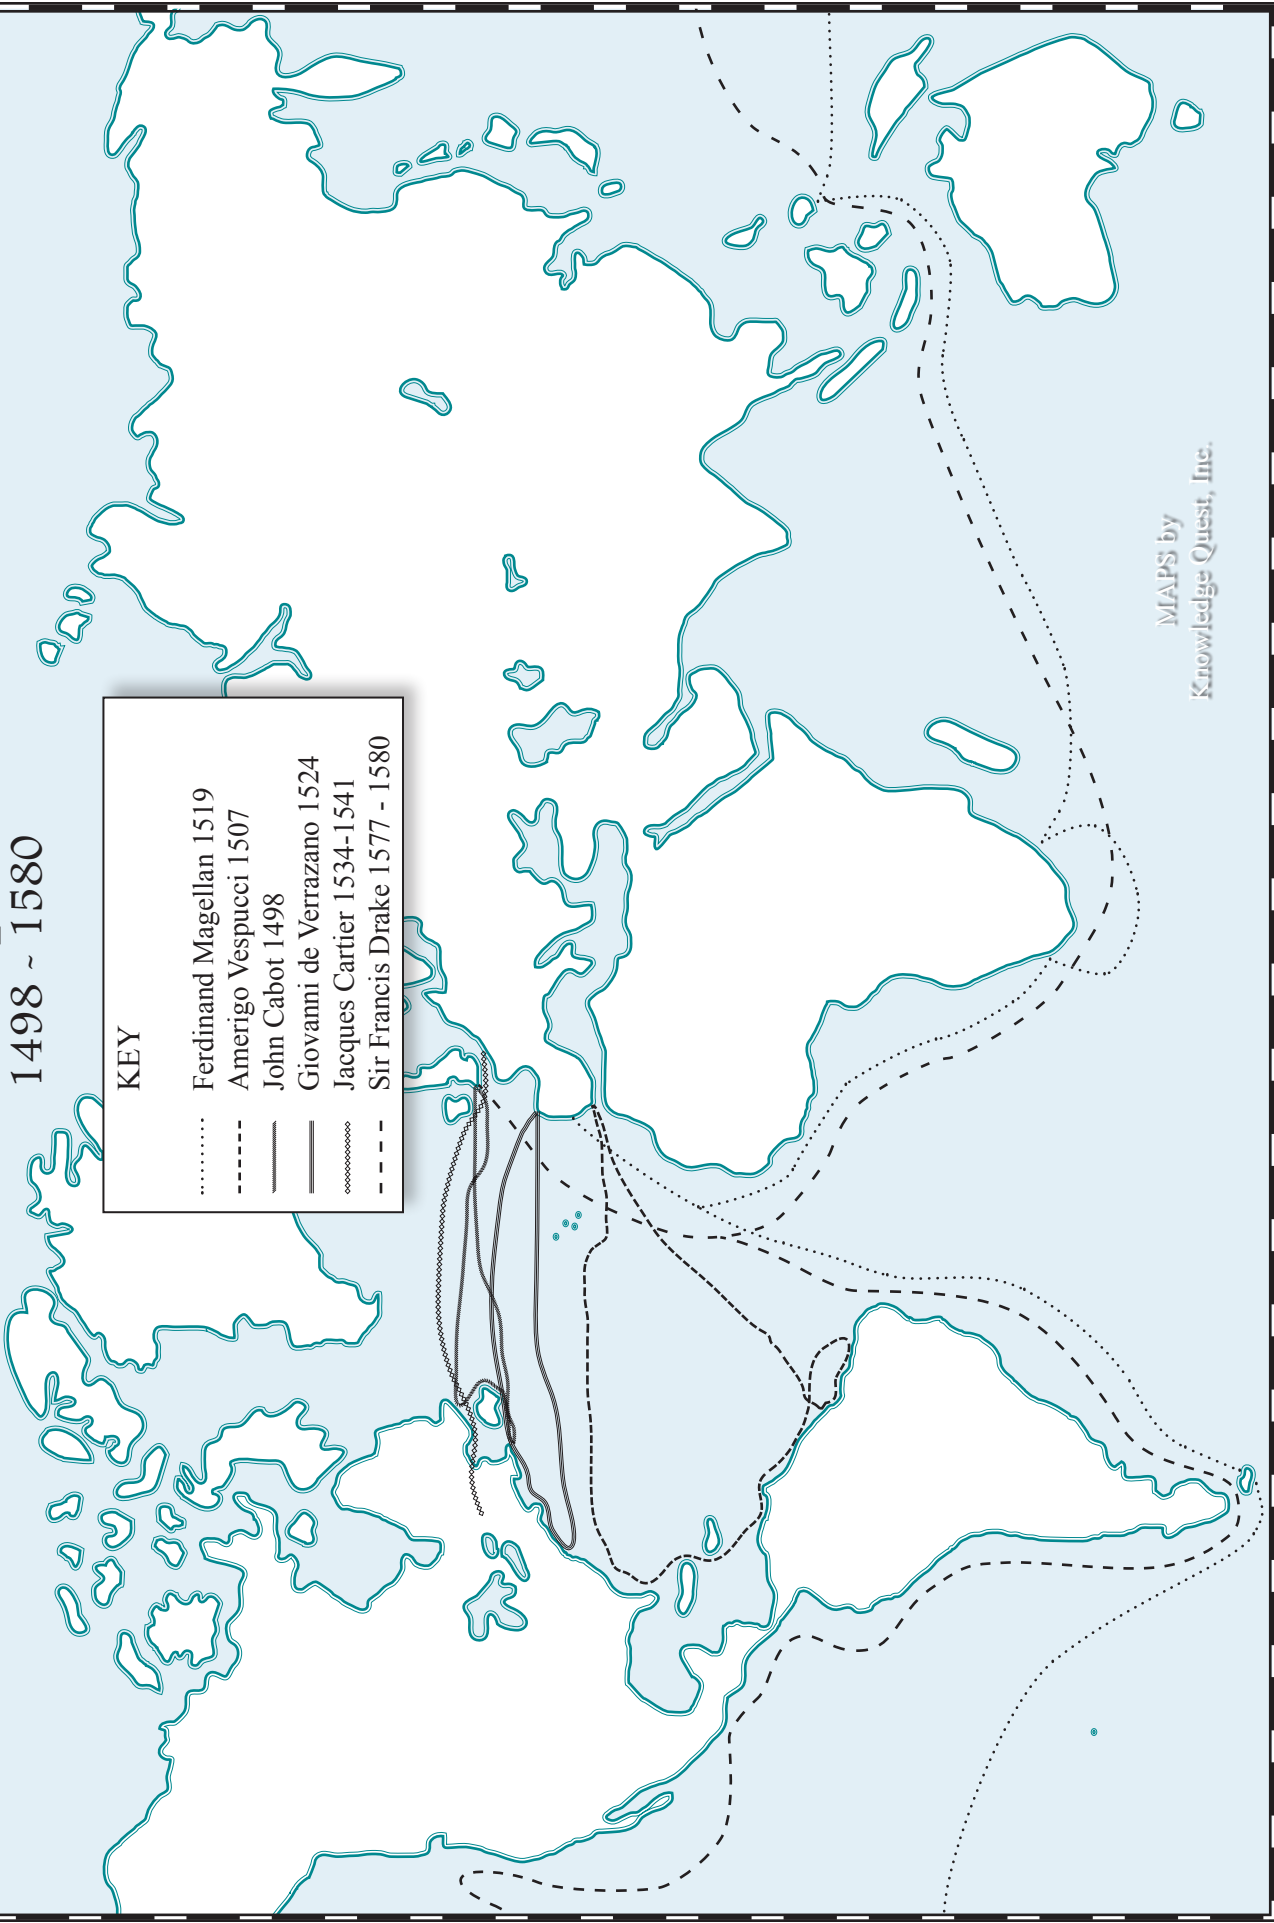 1498 ~ 1580
KEY
Ferdinand Magellan 1519
Amerigo Vespucci 1507
John Cabot 1498
Giovanni de Verrazano 1524
Jacques Cartier 1534-1541
Sir Francis Drake 1577 - 1580
MAPS by
Knowledge Quest, Inc.